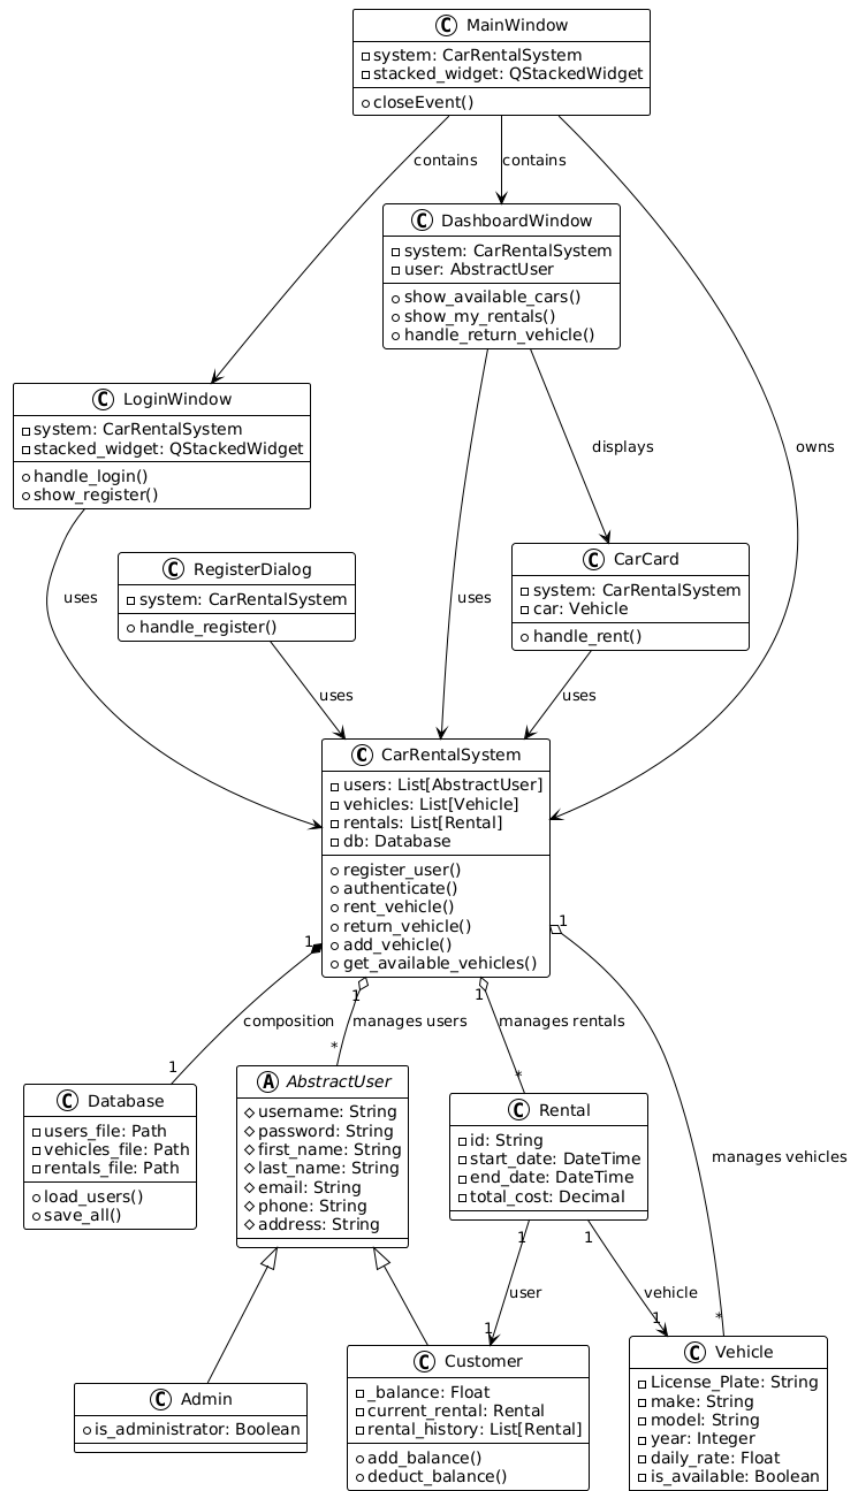 C MainWindow
system: CarRentalSystem
stacked_widget: QStackedWidget
closeEvent()
contains
contains
C DashboardWindow
system: CarRentalSystem
user: AbstractUser
show_available_cars()
show_my_rentals()
handle_return_vehicle()
C LoginWindow
system: CarRentalSystem
stacked_widget: QStackedWidget
handle_login()
show_register()
displays
owns
C RegisterDialog
system: CarRentalSystem
handle_register()
C CarCard
system: CarRentalSystem
car: Vehicle
handle_rent()
uses
uses
uses
uses
C CarRentalSystem
users: List[AbstractUser]
vehicles: List[Vehicle]
rentals: List[Rental]
db: Database
register_user()
authenticate()
rent_vehicle()
return_vehicle()
add_vehicle()
get_available_vehicles()
1
1
1
1
composition
manages users
manages rentals
manages vehicles
1
*
*
*
C Database
users_file: Path
vehicles_file: Path
rentals_file: Path
load_users()
save_all()
A AbstractUser
username: String
password: String
first_name: String
last_name: String
email: String
phone: String
address: String
C Rental
id: String
start_date: DateTime
end_date: DateTime
total_cost: Decimal
1
1
user
vehicle
1
1
C Admin
is_administrator: Boolean
C Customer
_balance: Float
current_rental: Rental
rental_history: List[Rental]
add_balance()
deduct_balance()
C Vehicle
License_Plate: String
make: String
model: String
year: Integer
daily_rate: Float
is_available: Boolean